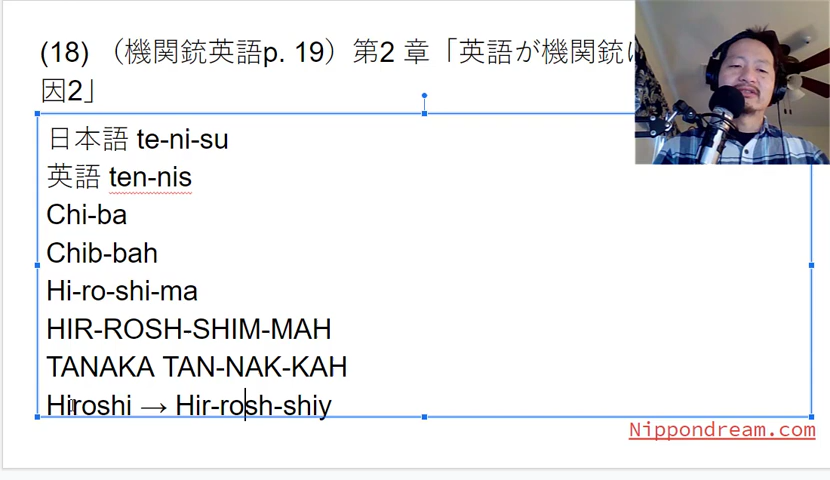 (18) （機関銃英語p. 19）第2 章「英語が機関銃
因2」
日本語 te-ni-su
英語 ten-nis
Chi-ba
Chib-bah
Hi-ro-shi-ma
HIR-ROSH-SHIM-MAH
TANAKA TAN-NAK-KAH
Hiroshi → Hir-rosh-shiy
Nippondream.com